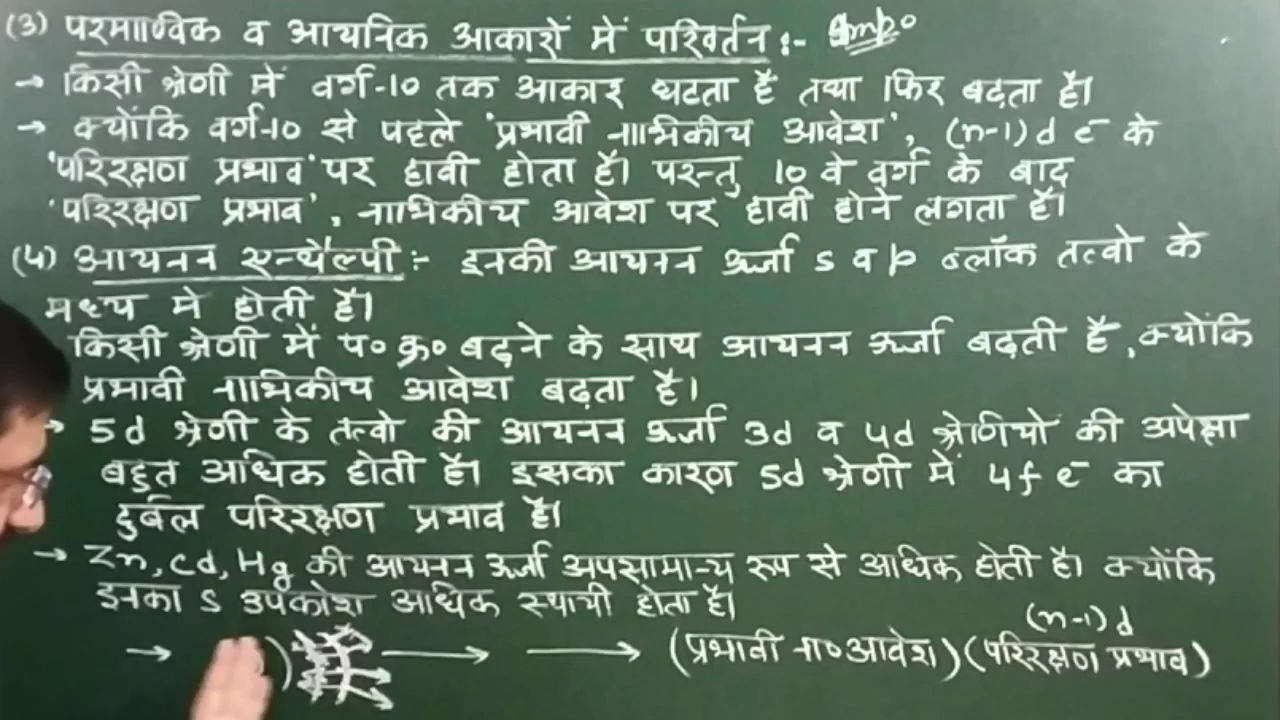 (3) परमाण्विक व आयनिक आकारों में परिवर्तन :- Imp०
→ किसी श्रेणी में वर्ग-10 तक आकार घटता है तथा फिर बढ़ता है।
→ क्योंकि वर्ग-10 से पहले 'प्रभावी नाभिकीय आवेश', (n-1) d e⁻ के
'परिरक्षण प्रभाव' पर हावी होता है। परन्तु 10 वे वर्ग के बाद
'परिरक्षण प्रभाव', नाभिकीय आवेश पर हावी होने लगता है।
(4) आयनन एन्थैल्पी :- इनकी आयनन ऊर्जा s व p ब्लॉक तत्वो के
मध्य मे होती है।
किसी श्रेणी में प० क्र० बढ़ने के साथ आयनन ऊर्जा बढ़ती है, क्योंकि
प्रभावी नाभिकीय आवेश बढ़ता है।
→ 5d श्रेणी के तत्वो की आयनन ऊर्जा 3d व 4d श्रेणियो की अपेक्षा
बहुत अधिक होती है। इसका कारण 5d श्रेणी में 4f e⁻ का
दुर्बल परिरक्षण प्रभाव है।
→ Zn, Cd, Hg की आयनन ऊर्जा अपसामान्य रूप से अधिक होती है। क्योंकि
इनका s उपकोश अधिक स्थायी होता है।
(n-1) d
→ ) → → (प्रभावी ना० आवेश) (परिरक्षण प्रभाव)